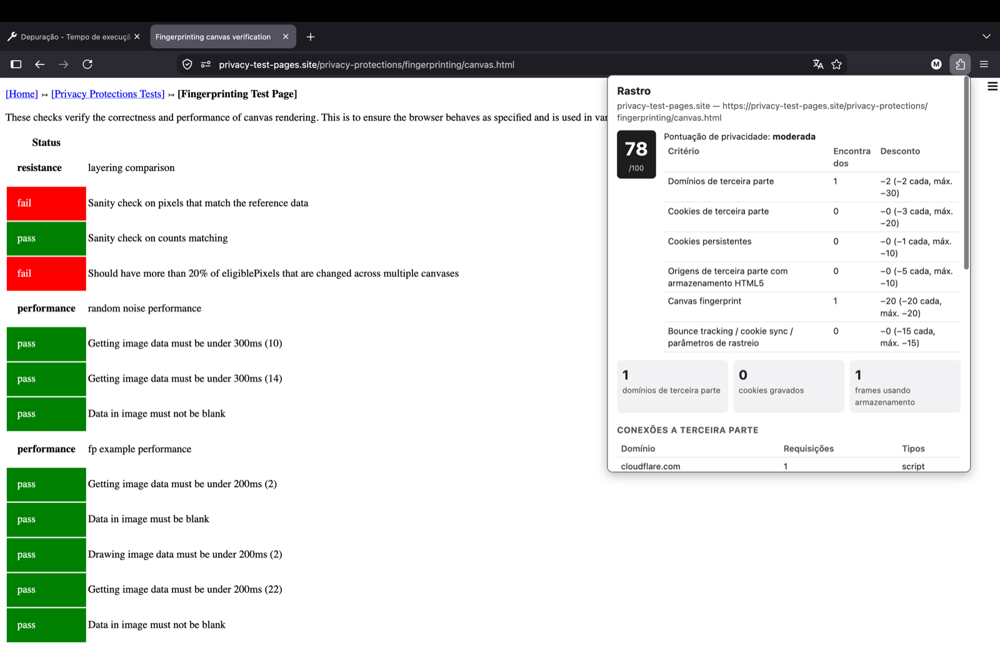 Depuração - Tempo de execuçã
Fingerprinting canvas verification
privacy-test-pages.site/privacy-protections/fingerprinting/canvas.html
M
[Home] ↣ [Privacy Protections Tests] ↣ [Fingerprinting Test Page]
These checks verify the correctness and performance of canvas rendering. This is to ensure the browser behaves as specified and is used in var
Status
resistance layering comparison
fail Sanity check on pixels that match the reference data
pass Sanity check on counts matching
fail Should have more than 20% of eligiblePixels that are changed across multiple canvases
performance random noise performance
pass Getting image data must be under 300ms (10)
pass Getting image data must be under 300ms (14)
pass Data in image must not be blank
performance fp example performance
pass Getting image data must be under 200ms (2)
pass Data in image must be blank
pass Drawing image data must be under 200ms (2)
pass Getting image data must be under 200ms (22)
pass Data in image must not be blank
Rastro
privacy-test-pages.site — https://privacy-test-pages.site/privacy-protections/
fingerprinting/canvas.html
78
/100
Pontuação de privacidade: moderada
Critério Encontra Desconto
dos
Domínios de terceira parte 1 −2 (−2 cada, máx.
−30)
Cookies de terceira parte 0 −0 (−3 cada, máx.
−20)
Cookies persistentes 0 −0 (−1 cada, máx.
−10)
Origens de terceira parte com 0 −0 (−5 cada, máx.
armazenamento HTML5 −10)
Canvas fingerprint 1 −20 (−20 cada,
máx. −20)
Bounce tracking / cookie sync / 0 −0 (−15 cada,
parâmetros de rastreio máx. −15)
1 0 1
domínios de terceira parte cookies gravados frames usando
armazenamento
CONEXÕES A TERCEIRA PARTE
Domínio Requisições Tipos
cloudflare.com 1 script